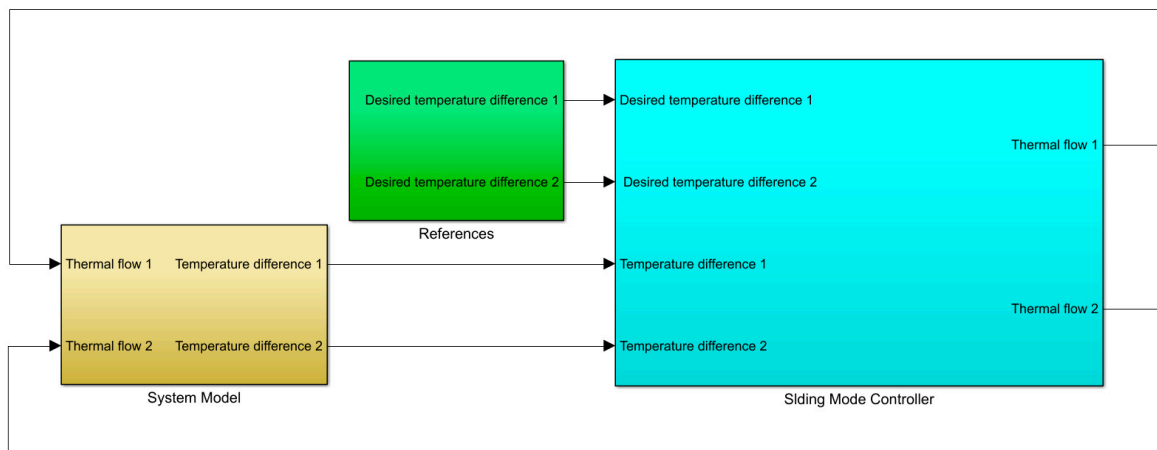 Desired temperature difference 1
Desired temperature difference 2
References
Desired temperature difference 1
Desired temperature difference 2
Temperature difference 1
Temperature difference 2
Thermal flow 1
Thermal flow 2
Slding Mode Controller
Thermal flow 1
Temperature difference 1
Thermal flow 2
Temperature difference 2
System Model